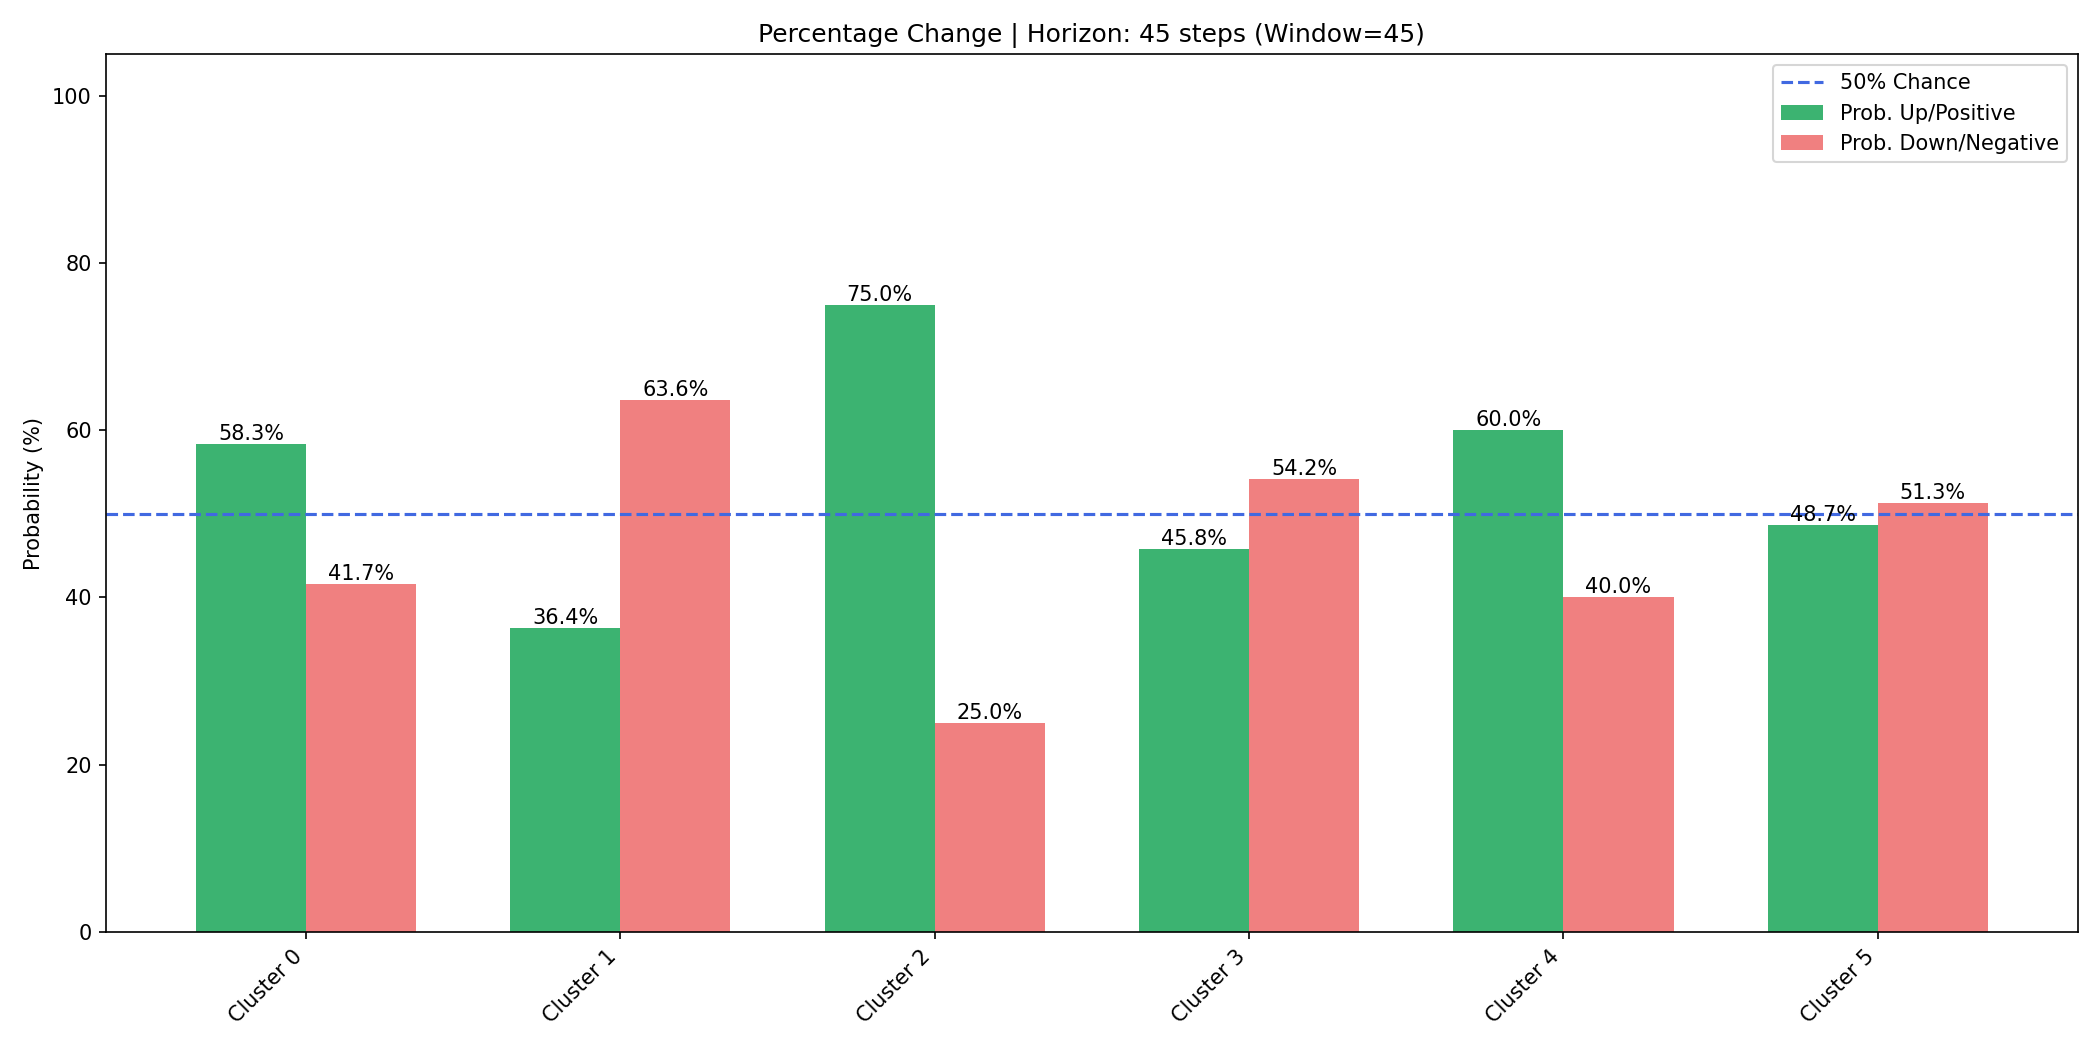 Percentage Change | Horizon: 45 steps (Window=45)
50% Chance
Prob. Up/Positive
Prob. Down/Negative
Probability (%)
100
80
60
40
20
0
58.3%
41.7%
36.4%
63.6%
75.0%
25.0%
45.8%
54.2%
60.0%
40.0%
48.7%
51.3%
Cluster 0
Cluster 1
Cluster 2
Cluster 3
Cluster 4
Cluster 5